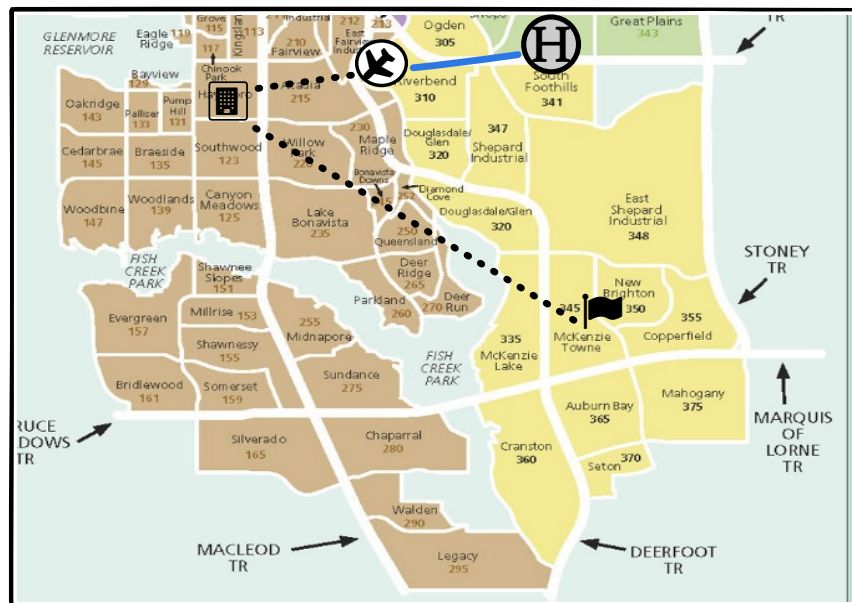 Grove
115
119
Eagle
Ridge
GLENMORE
RESERVOIR
117
Chinook
Park
113
Industrial
210
Fairview
212
213
East
Fairview
Ogden
305
Great Plains
343
TR
Bayview
129
Oakridge
143
Palliser
133
Pump
Hill
131
Acadia
215
Riverbend
310
South
Foothills
341
Cedarbrae
145
Braeside
135
Southwood
123
Willow
Park
230
Maple
Ridge
Douglasdale/
Glen
320
347
Shepard
Industrial
Woodbine
147
Woodlands
139
Canyon
Meadows
125
Lake
Bonavista
235
Bonavista
Downs
252
Diamond
Cove
250
Queensland
Douglasdale/Glen
320
East
Shepard
Industrial
348
FISH
CREEK
PARK
Shawnee
Slopes
151
Deer
Ridge
265
Parkland
260
270
Deer
Run
STONEY
TR
Evergreen
157
Millrise 153
255
Midnapore
Shawnessy
155
345
McKenzie
Towne
New
Brighton
350
355
Copperfield
335
McKenzie
Lake
FISH
CREEK
PARK
Bridlewood
161
Somerset
159
Sundance
275
Auburn Bay
365
Mahogany
375
RUCE
DOWS
TR
Silverado
165
Chaparral
280
Cranston
360
Seton
370
MARQUIS
OF
LORNE
TR
Walden
290
Legacy
295
MACLEOD
TR
DEERFOOT
TR
H